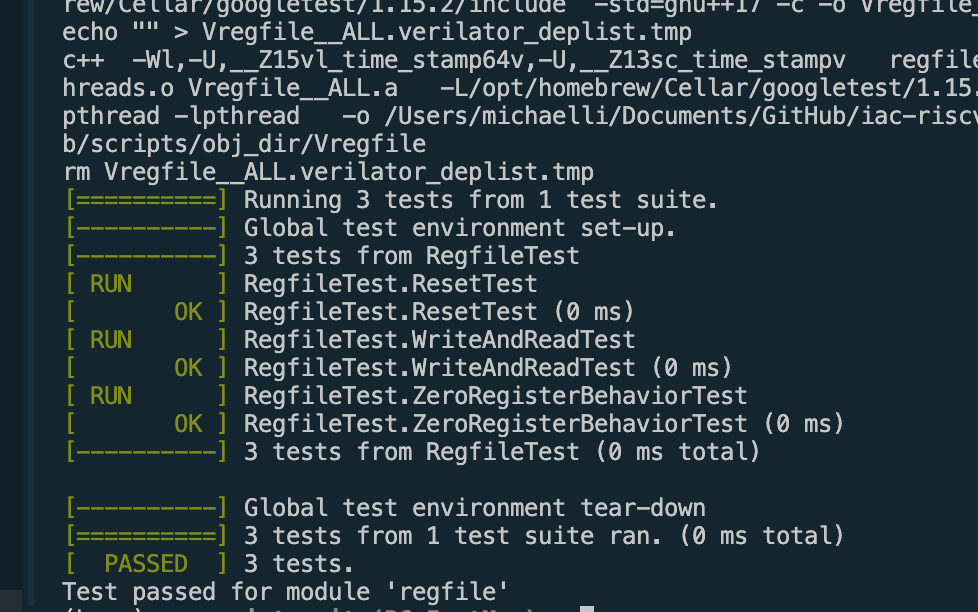 rew/Cellar/googletest/1.15.2/include -std=gnu++17 -c -o Vregfile_
echo "" > Vregfile__ALL.verilator_deplist.tmp
c++ -Wl,-U,__Z15vl_time_stamp64v,-U,__Z13sc_time_stampv regfile
hreads.o Vregfile__ALL.a -L/opt/homebrew/Cellar/googletest/1.15.
pthread -lpthread -o /Users/michaelli/Documents/GitHub/iac-riscv
b/scripts/obj_dir/Vregfile
rm Vregfile__ALL.verilator_deplist.tmp
[==========] Running 3 tests from 1 test suite.
[----------] Global test environment set-up.
[----------] 3 tests from RegfileTest
[ RUN      ] RegfileTest.ResetTest
[       OK ] RegfileTest.ResetTest (0 ms)
[ RUN      ] RegfileTest.WriteAndReadTest
[       OK ] RegfileTest.WriteAndReadTest (0 ms)
[ RUN      ] RegfileTest.ZeroRegisterBehaviorTest
[       OK ] RegfileTest.ZeroRegisterBehaviorTest (0 ms)
[----------] 3 tests from RegfileTest (0 ms total)
[----------] Global test environment tear-down
[==========] 3 tests from 1 test suite ran. (0 ms total)
[  PASSED  ] 3 tests.
Test passed for module 'regfile'